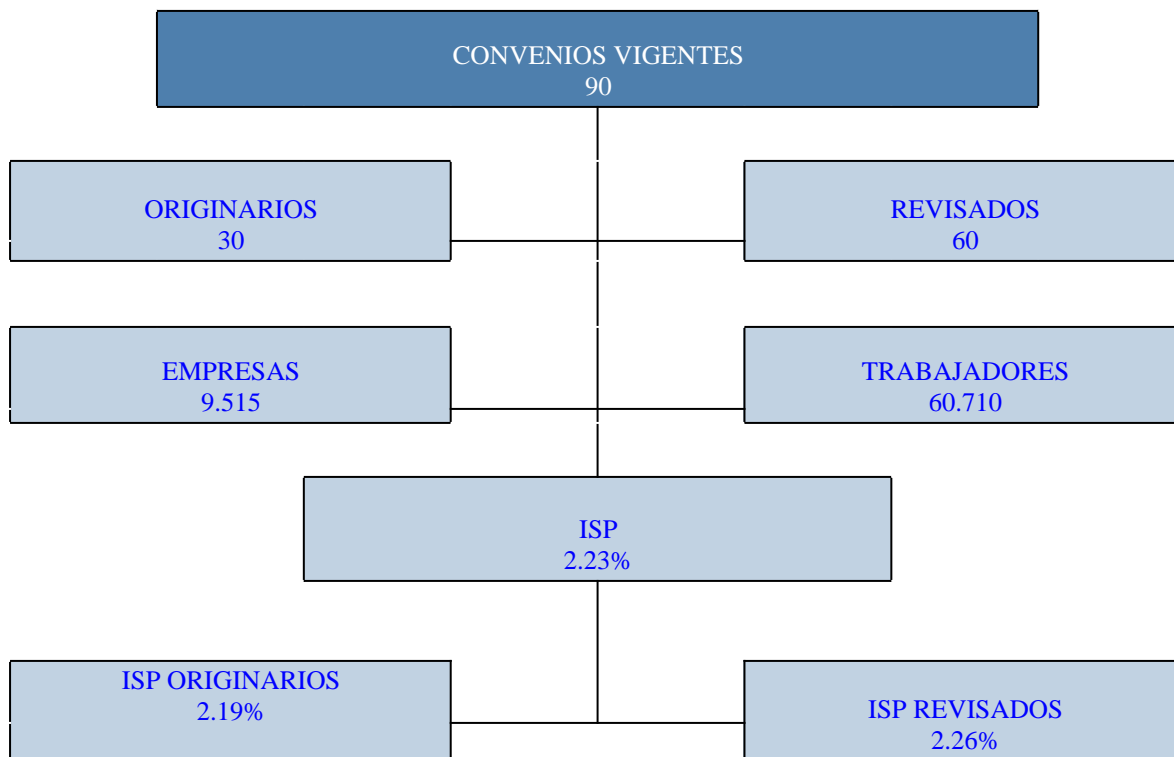 CONVENIOS VIGENTES
90
ORIGINARIOS
30
REVISADOS
60
EMPRESAS
9.515
TRABAJADORES
60.710
ISP
2.23%
ISP ORIGINARIOS
2.19%
ISP REVISADOS
2.26%